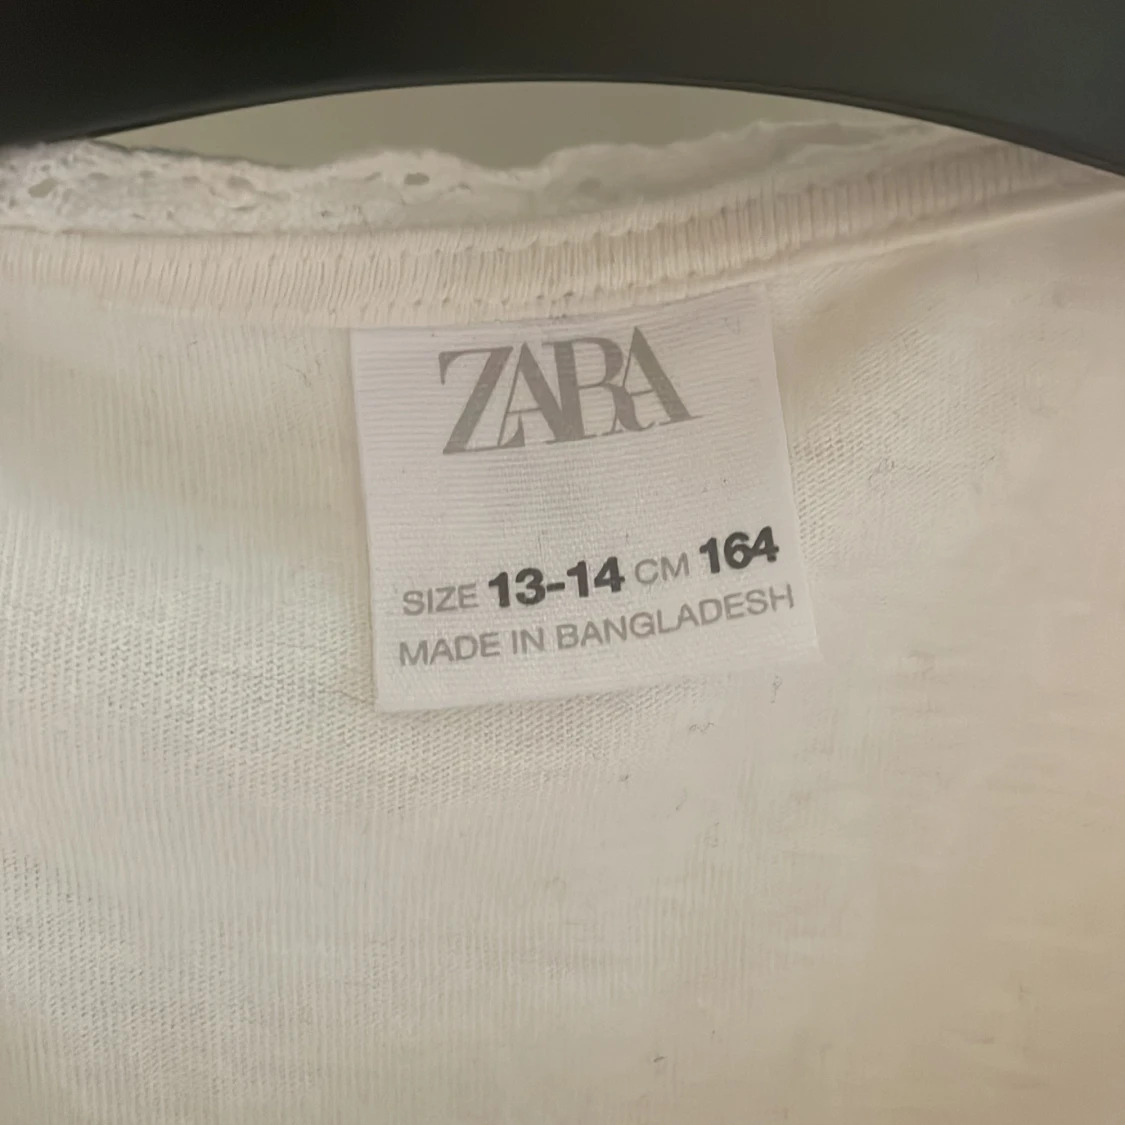 ZARA
SIZE 13-14 CM 164
MADE IN BANGLADESH